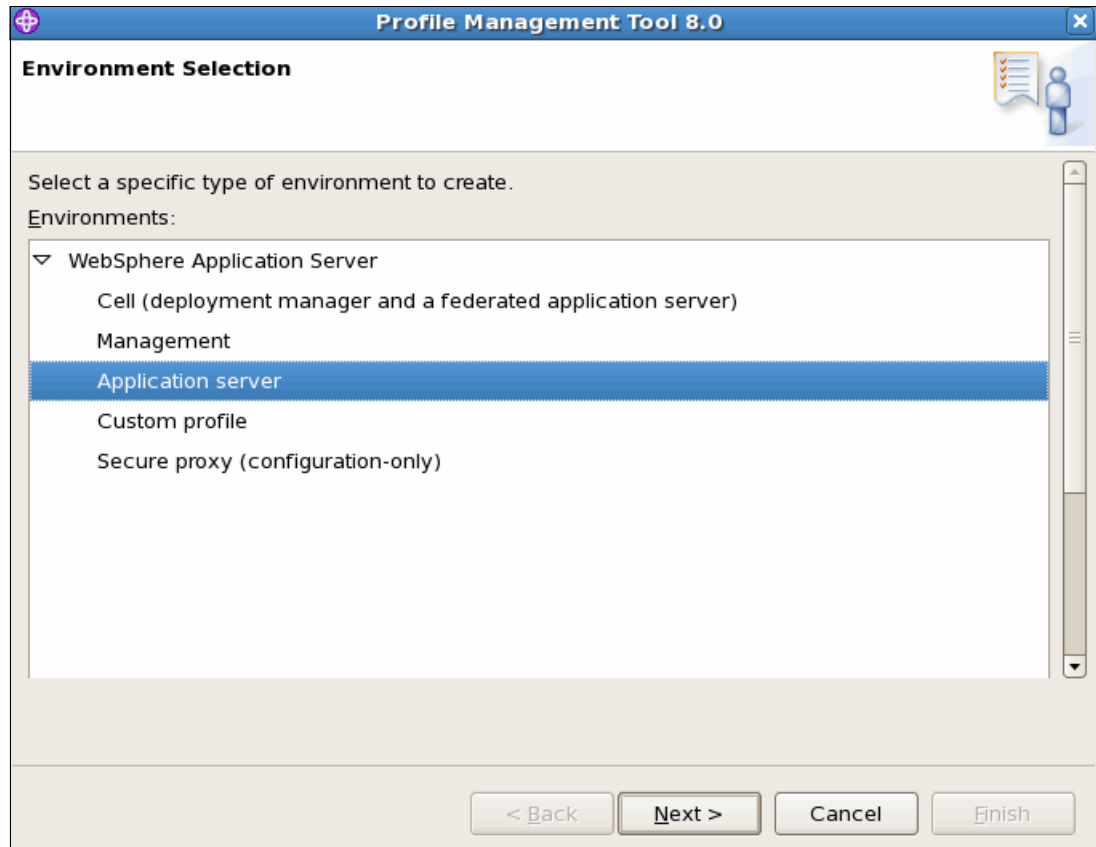 Profile Management Tool 8.0
Environment Selection
Select a specific type of environment to create.
Environments:
WebSphere Application Server
Cell (deployment manager and a federated application server)
Management
Application server
Custom profile
Secure proxy (configuration-only)
< Back
Next >
Cancel
Finish